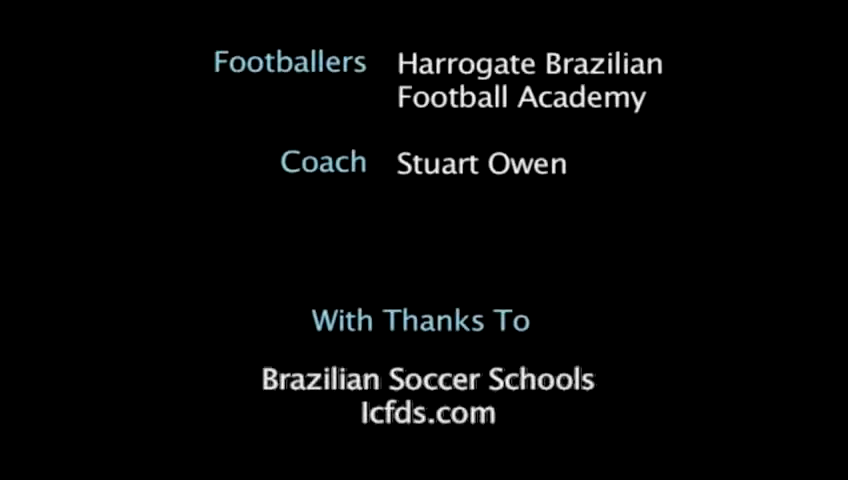 Footballers Harrogate Brazilian
Football Academy
Coach Stuart Owen
With Thanks To
Brazilian Soccer Schools
Icfds.com